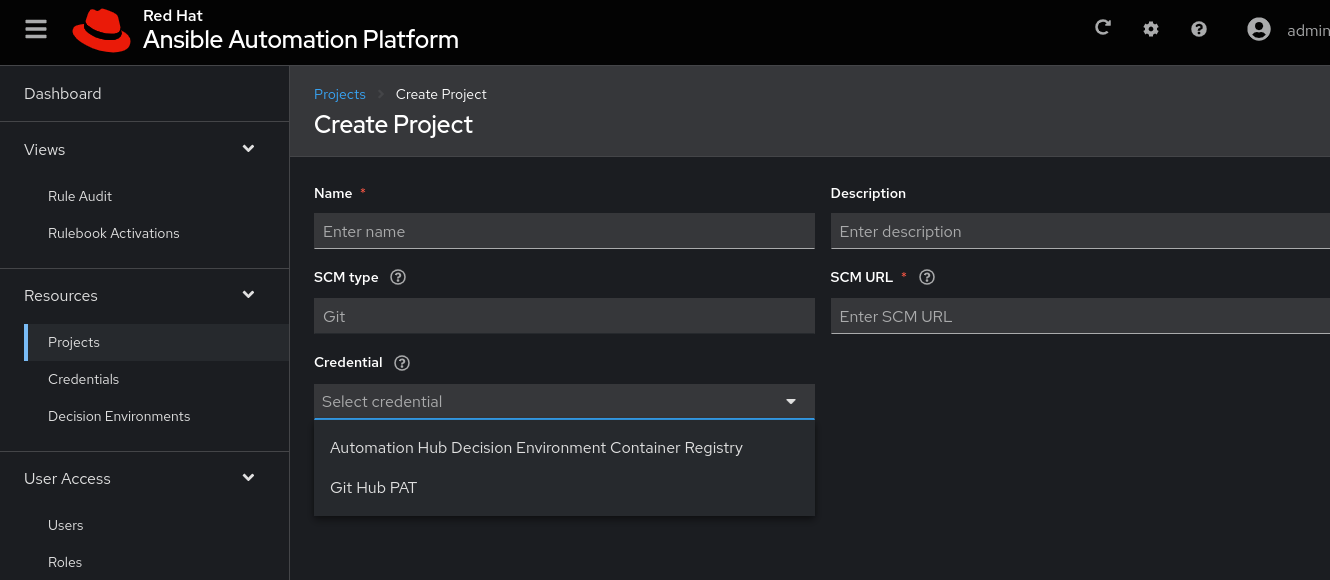 Red Hat
Ansible Automation Platform
admin
Dashboard
Views
Rule Audit
Rulebook Activations
Resources
Projects
Credentials
Decision Environments
User Access
Users
Roles
Projects > Create Project
Create Project
Name *
Enter name
Description
Enter description
SCM type
Git
SCM URL *
Enter SCM URL
Credential
Select credential
Automation Hub Decision Environment Container Registry
Git Hub PAT